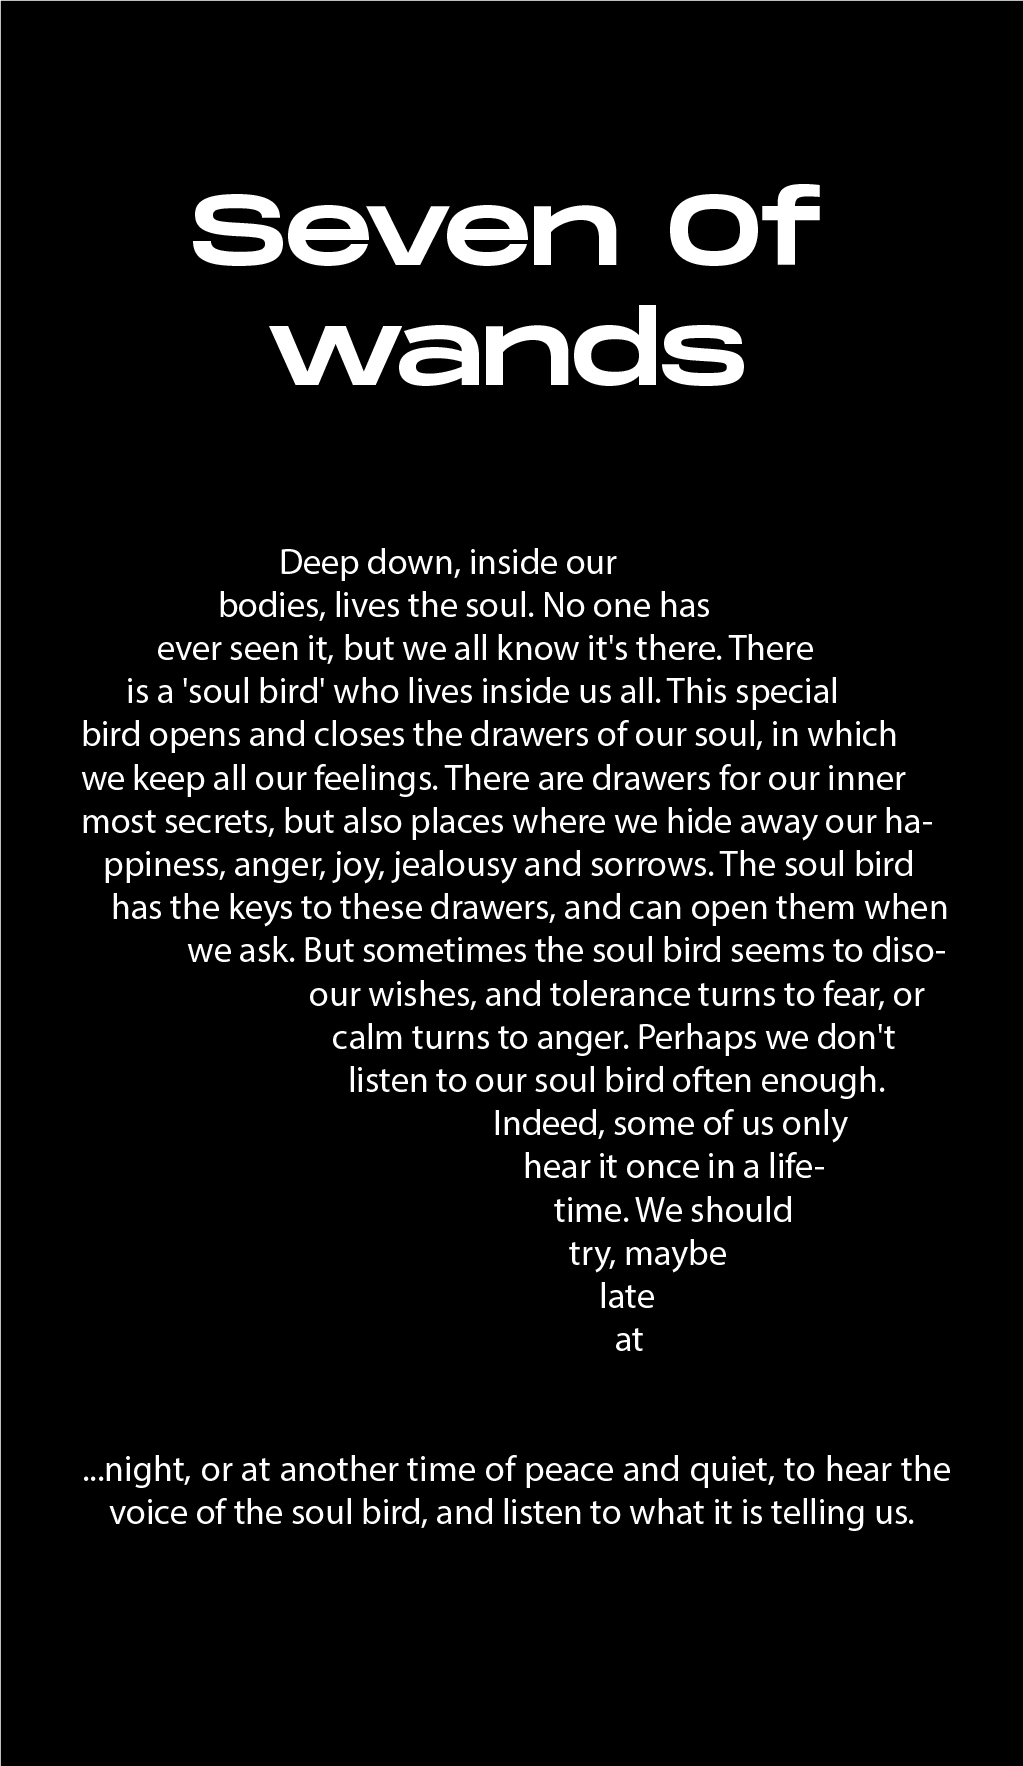 Seven Of
wands
Deep down, inside our
bodies, lives the soul. No one has
ever seen it, but we all know it's there. There
is a 'soul bird' who lives inside us all. This special
bird opens and closes the drawers of our soul, in which
we keep all our feelings. There are drawers for our inner
most secrets, but also places where we hide away our ha-
ppiness, anger, joy, jealousy and sorrows. The soul bird
has the keys to these drawers, and can open them when
we ask. But sometimes the soul bird seems to diso-
our wishes, and tolerance turns to fear, or
calm turns to anger. Perhaps we don't
listen to our soul bird often enough.
Indeed, some of us only
hear it once in a life-
time. We should
try, maybe
late
at
...night, or at another time of peace and quiet, to hear the
voice of the soul bird, and listen to what it is telling us.